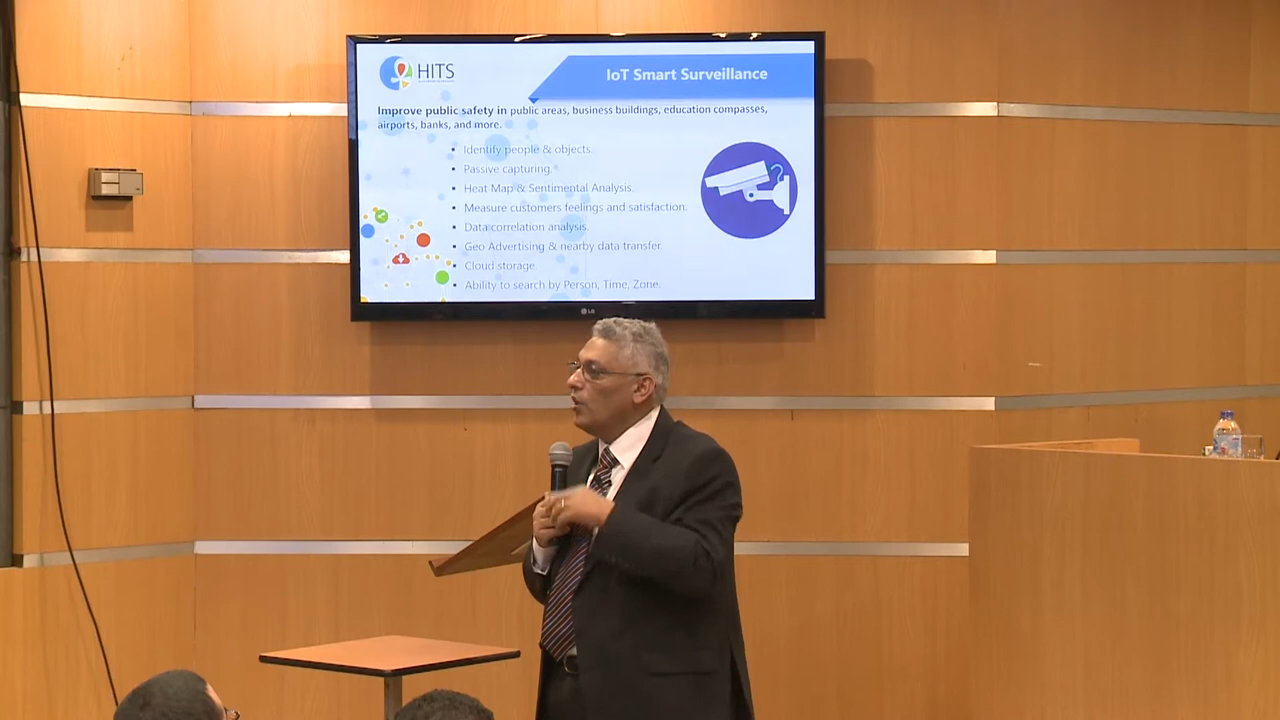 HITS
IoT Smart Surveillance
Improve public safety in public areas, business buildings, education compasses,
airports, banks, and more.
▪ Identify people & objects.
▪ Passive capturing.
▪ Heat Map & Sentimental Analysis.
▪ Measure customers feelings and satisfaction.
▪ Data correlation analysis.
▪ Geo Advertising & nearby data transfer.
▪ Cloud storage.
▪ Ability to search by Person, Time, Zone.
LG